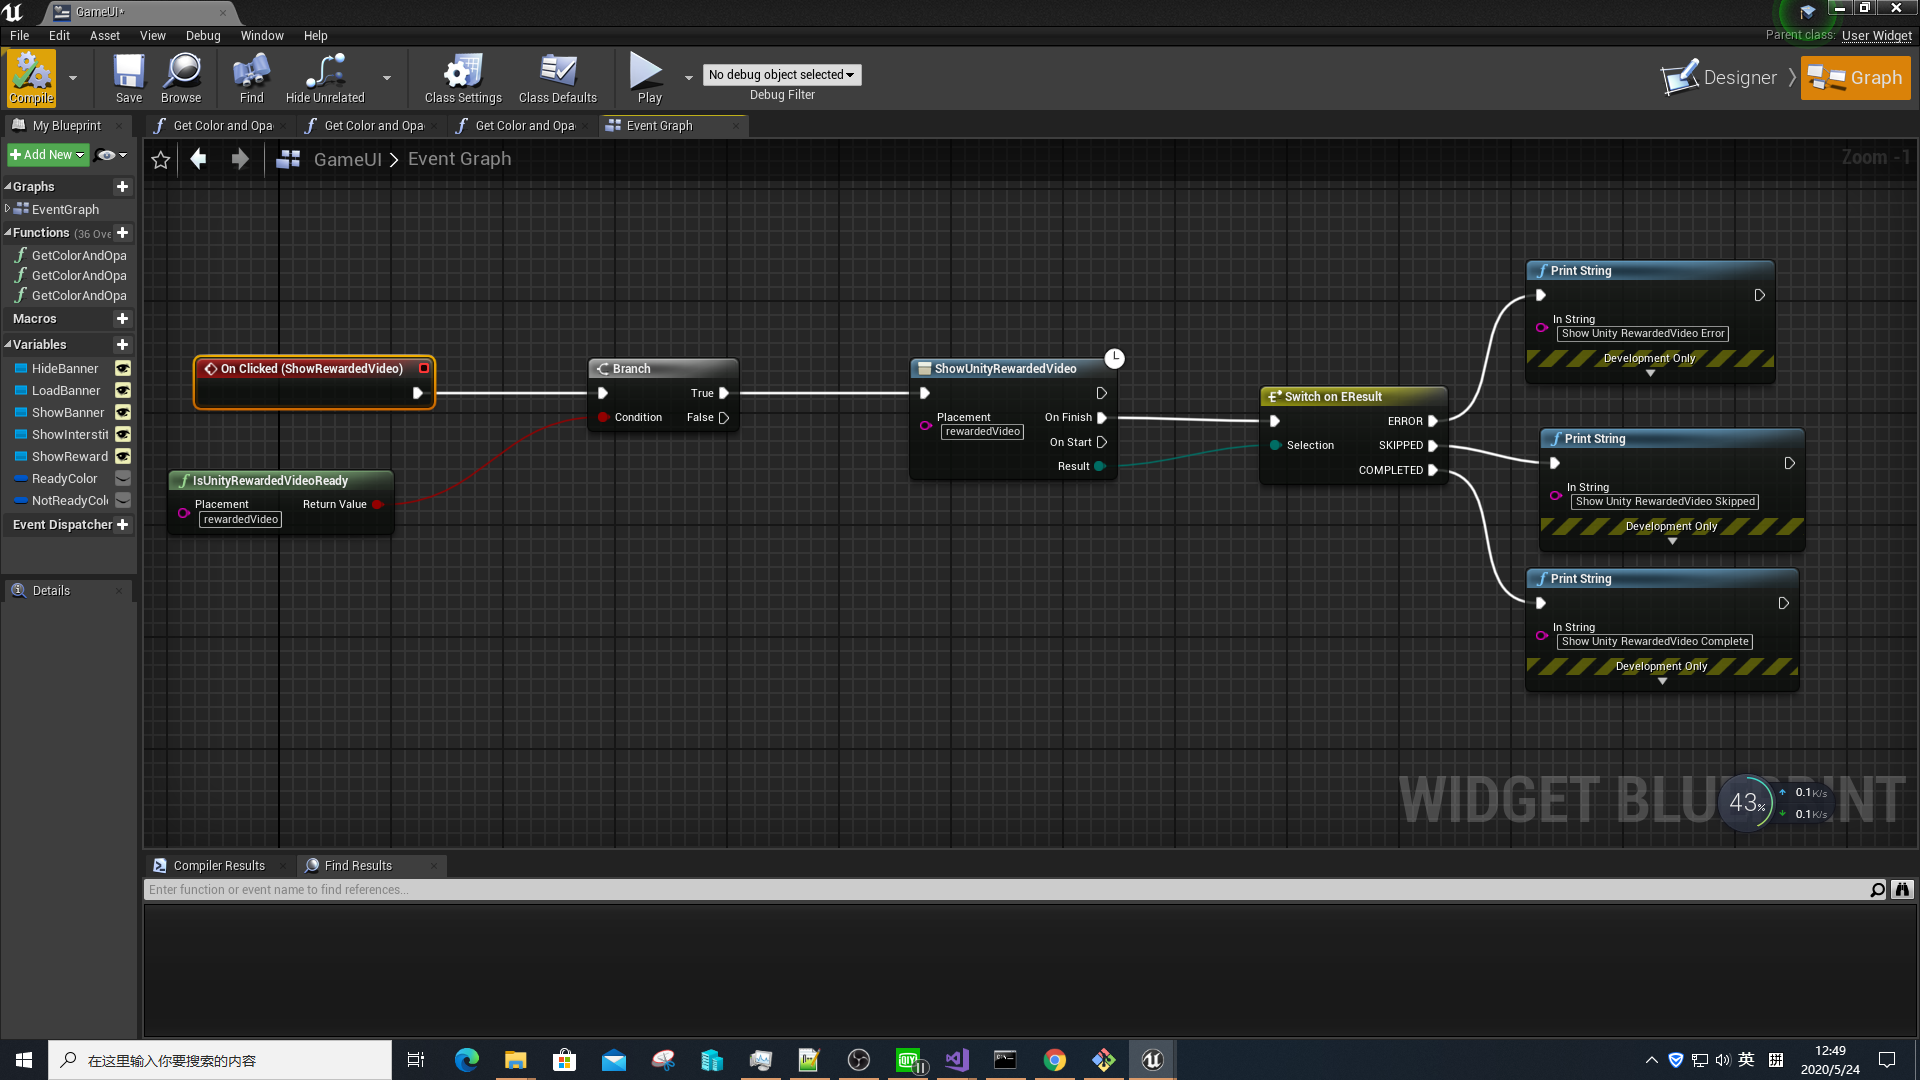 GameUI*
File Edit Asset View Debug Window Help
Parent class: User Widget
Compile Save Browse Find Hide Unrelated Class Settings Class Defaults Play
No debug object selected
Debug Filter
Designer Graph
My Blueprint
Get Color and Opa
Get Color and Opa
Get Color and Opa
Event Graph
Add New
GameUI > Event Graph
Zoom -1
Graphs
EventGraph
Functions (36 Ove
GetColorAndOpa
GetColorAndOpa
GetColorAndOpa
Macros
Variables
HideBanner
LoadBanner
ShowBanner
ShowInterstit
ShowReward
ReadyColor
NotReadyCol
Event Dispatcher
Details
On Clicked (ShowRewardedVideo)
IsUnityRewardedVideoReady
Placement
rewardedVideo
Return Value
Branch
True
Condition
False
ShowUnityRewardedVideo
Placement
rewardedVideo
On Finish
On Start
Result
Switch on EResult
Selection
ERROR
SKIPPED
COMPLETED
Print String
In String
Show Unity RewardedVideo Error
Development Only
Print String
In String
Show Unity RewardedVideo Skipped
Development Only
Print String
In String
Show Unity RewardedVideo Complete
Development Only
43%
0.1K/s
0.1K/s
Compiler Results
Find Results
Enter function or event name to find references...
在这里输入你要搜索的内容
英
12:49
2020/5/24